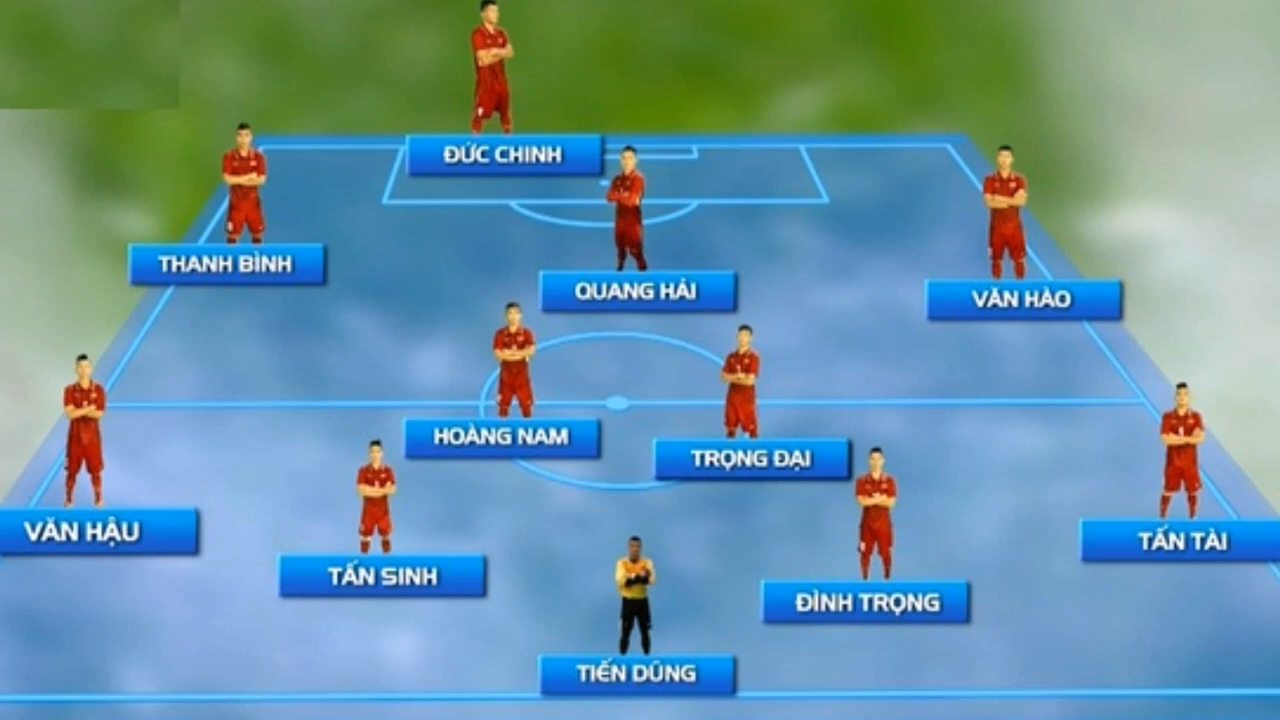 ĐỨC CHINH
THANH BÌNH
QUANG HẢI
VĂN HÀO
HOÀNG NAM
TRỌNG ĐẠI
VĂN HẬU
TẤN TÀI
TẤN SINH
ĐÌNH TRỌNG
TIẾN DŨNG